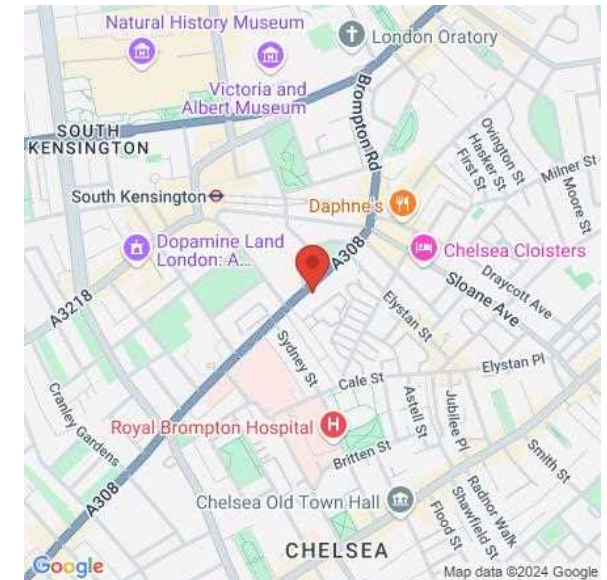 Natural History Museum
London Oratory
Victoria and
Albert Museum
Brompton Rd
SOUTH
KENSINGTON
Ovington St
Hasker St
First St
Milner St
Moore St
South Kensington
Daphne's
Dopamine Land
London: A...
A308
Chelsea Cloisters
Draycott Ave
Sloane Ave
A3218
Elystan St
Sydney St
Elystan Pl
Cale St
Cranley Gardens
Astell St
Jubilee Pl
Royal Brompton Hospital
H
Britten St
Smith St
A308
Chelsea Old Town Hall
Radnor Walk
Shawfield St
Flood St
CHELSEA
Google
Map data ©2024 Google